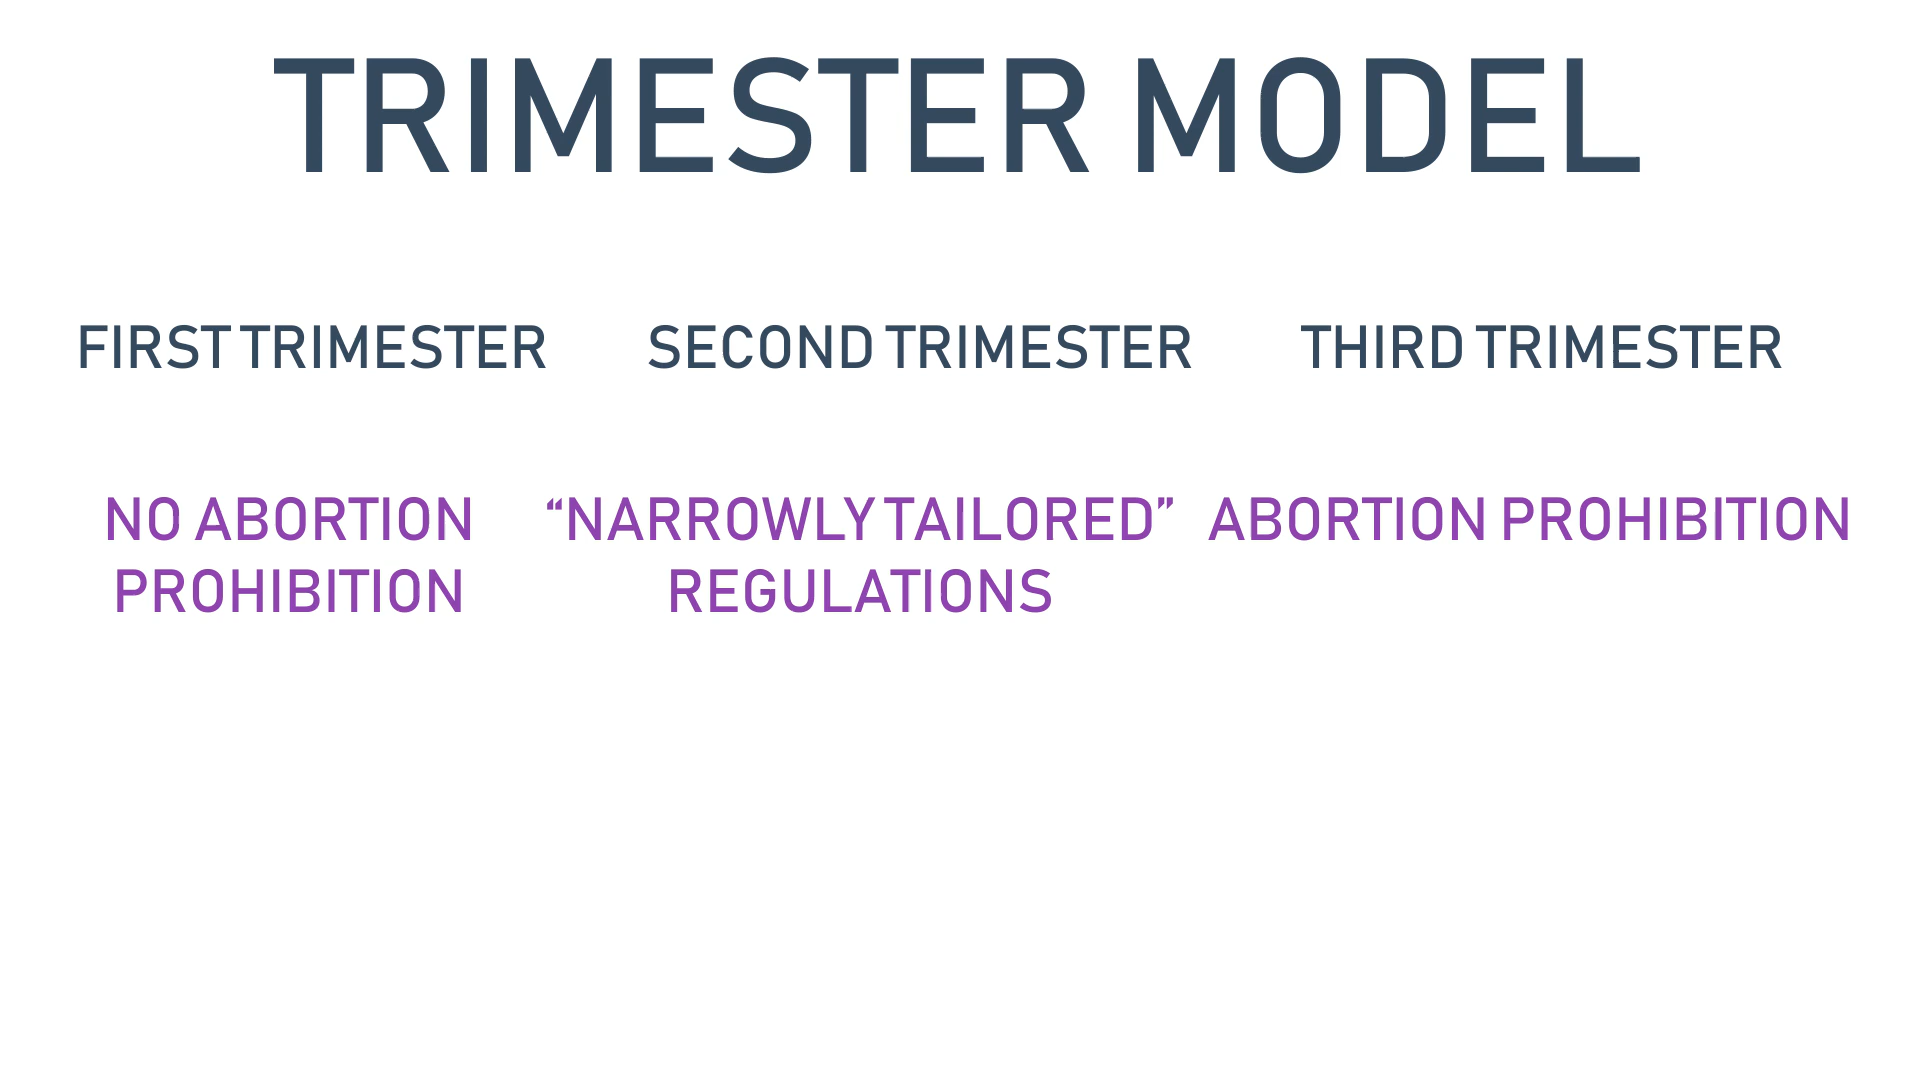 TRIMESTER MODEL
FIRST TRIMESTER
SECOND TRIMESTER
THIRD TRIMESTER
NO ABORTION
PROHIBITION
“NARROWLY TAILORED”
REGULATIONS
ABORTION PROHIBITION